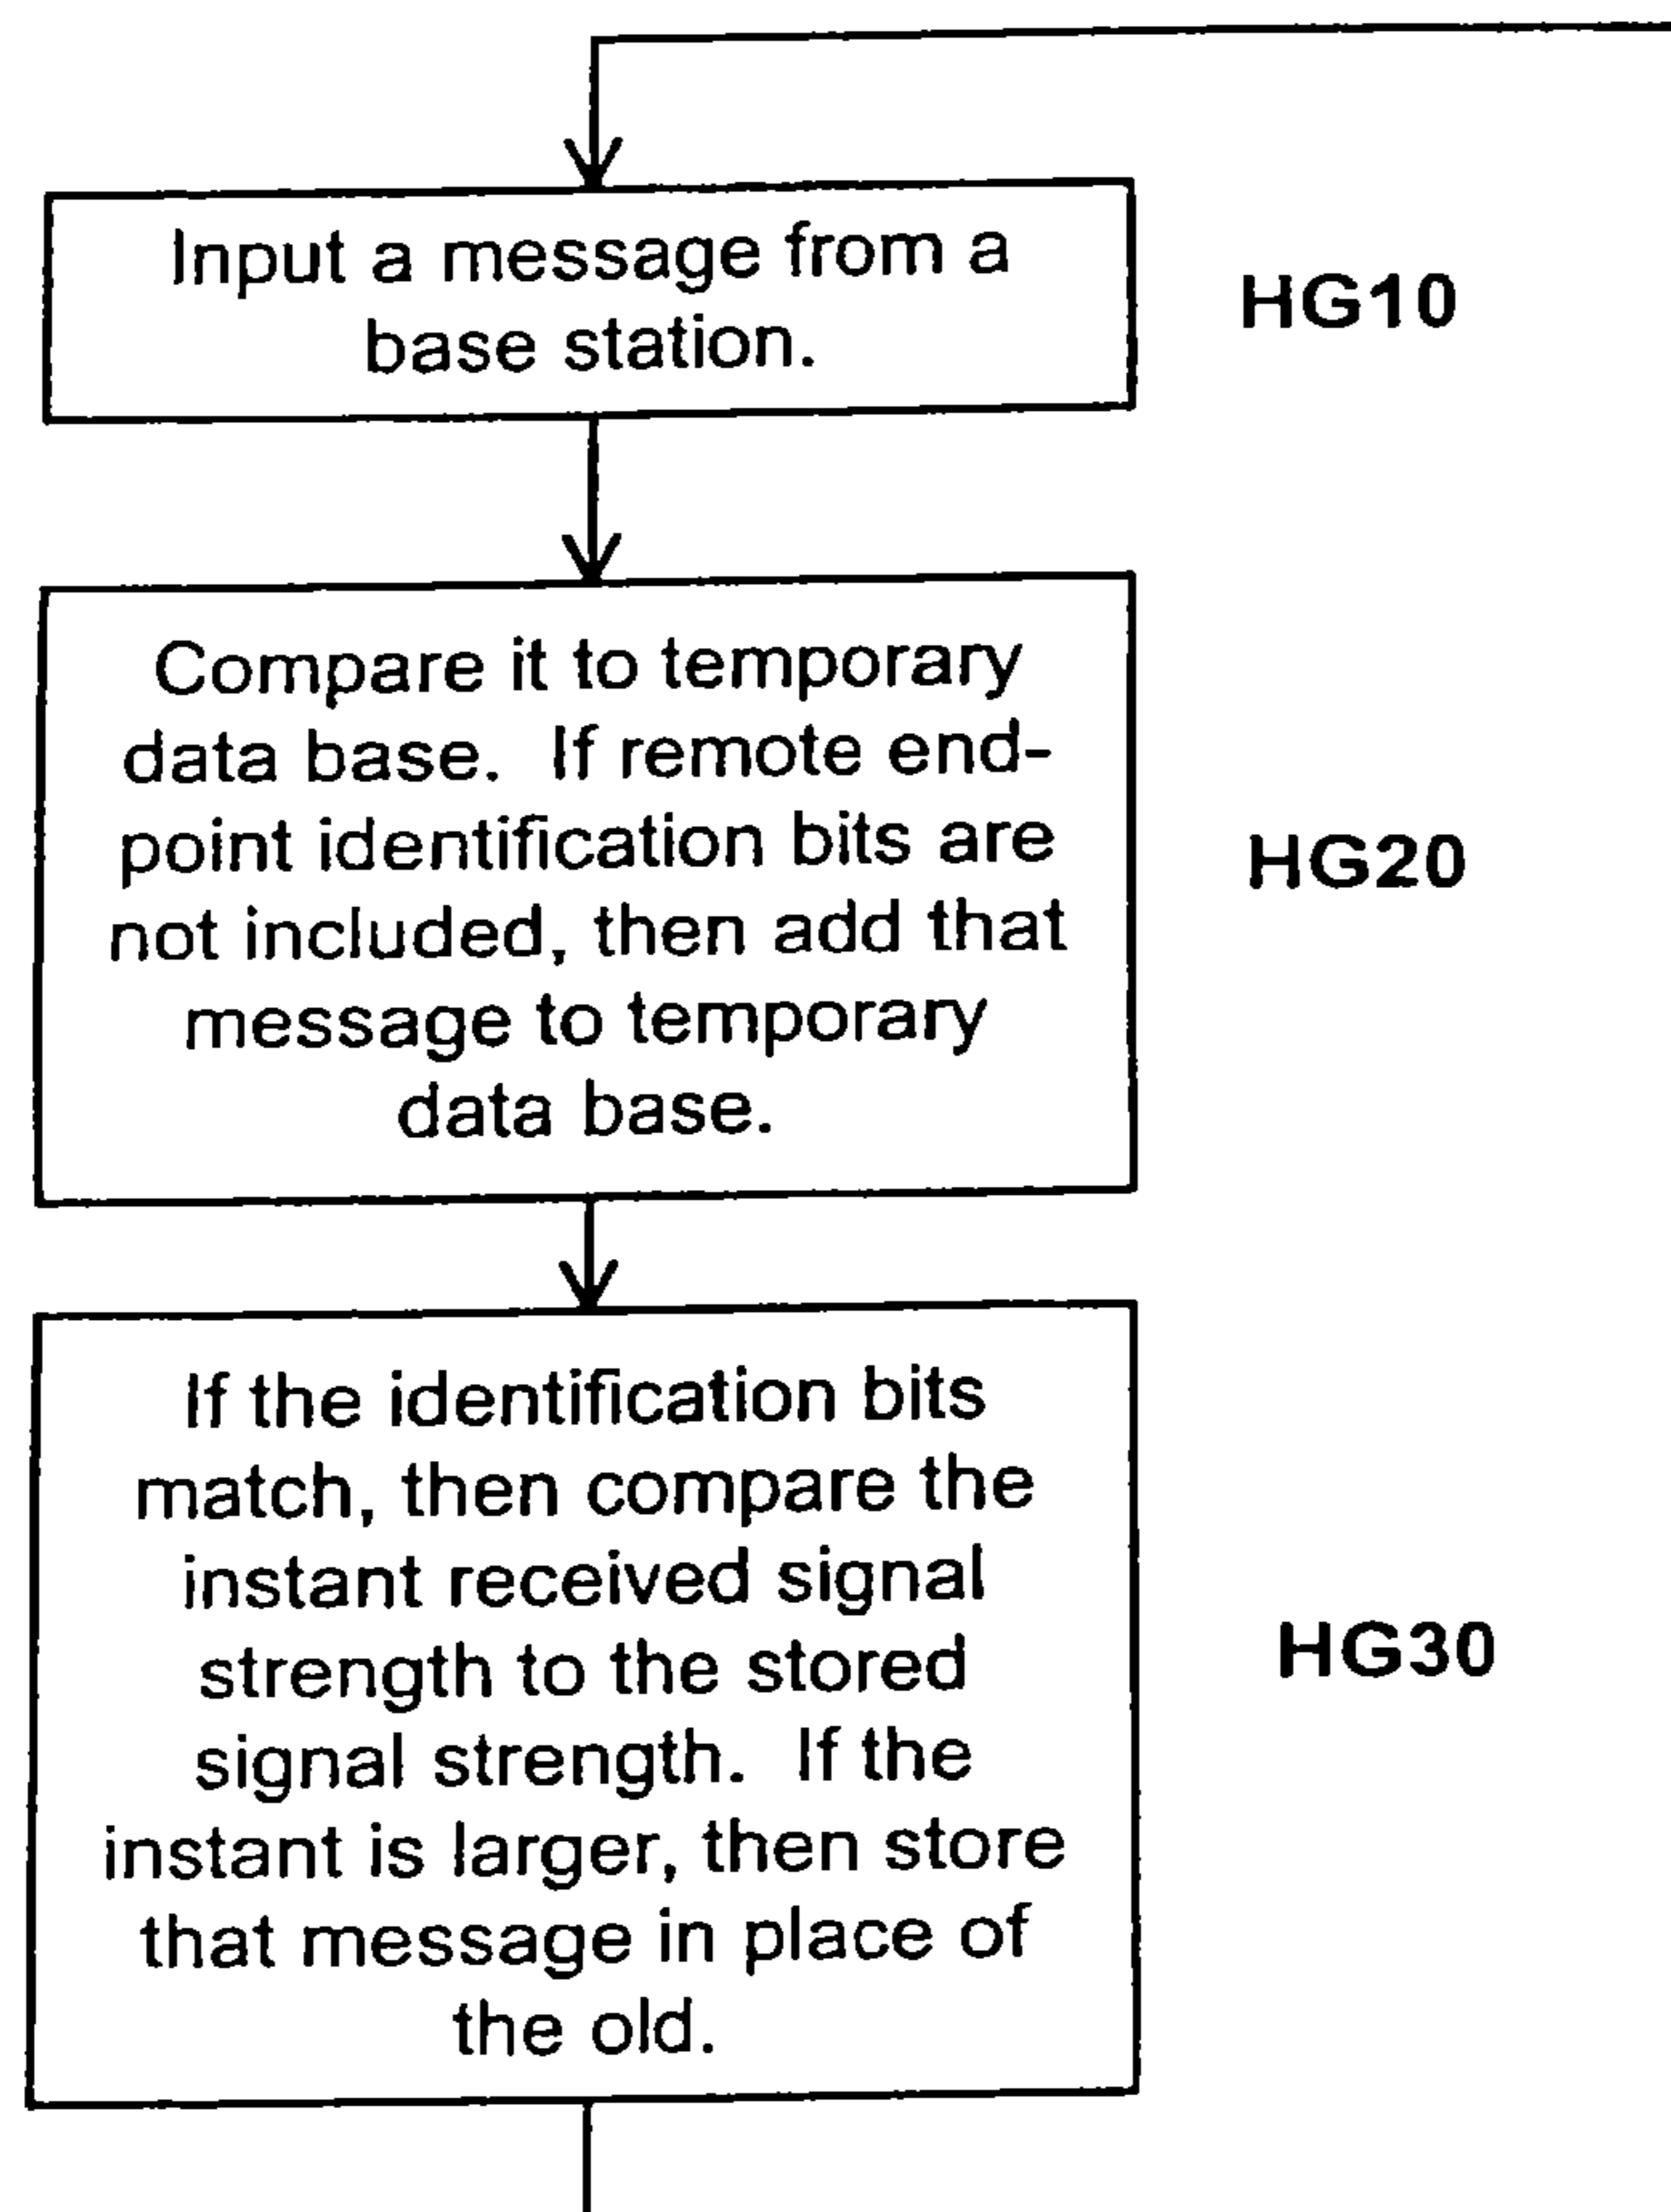 Input a message from a
base station.
HG10
Compare it to temporary
data base. If remote end-
point identification bits are
not included, then add that
message to temporary
data base.
HG20
If the identification bits
match, then compare the
instant received signal
strength to the stored
signal strength. If the
instant is larger, then store
that message in place of
the old.
HG30